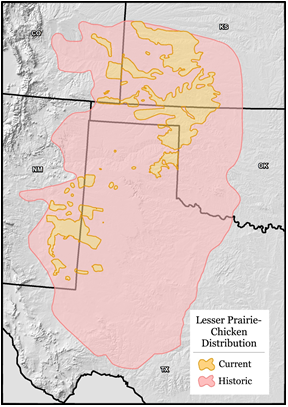 CO
KS
NM
OK
Lesser Prairie-
Chicken
Distribution
Current
Historic
TX